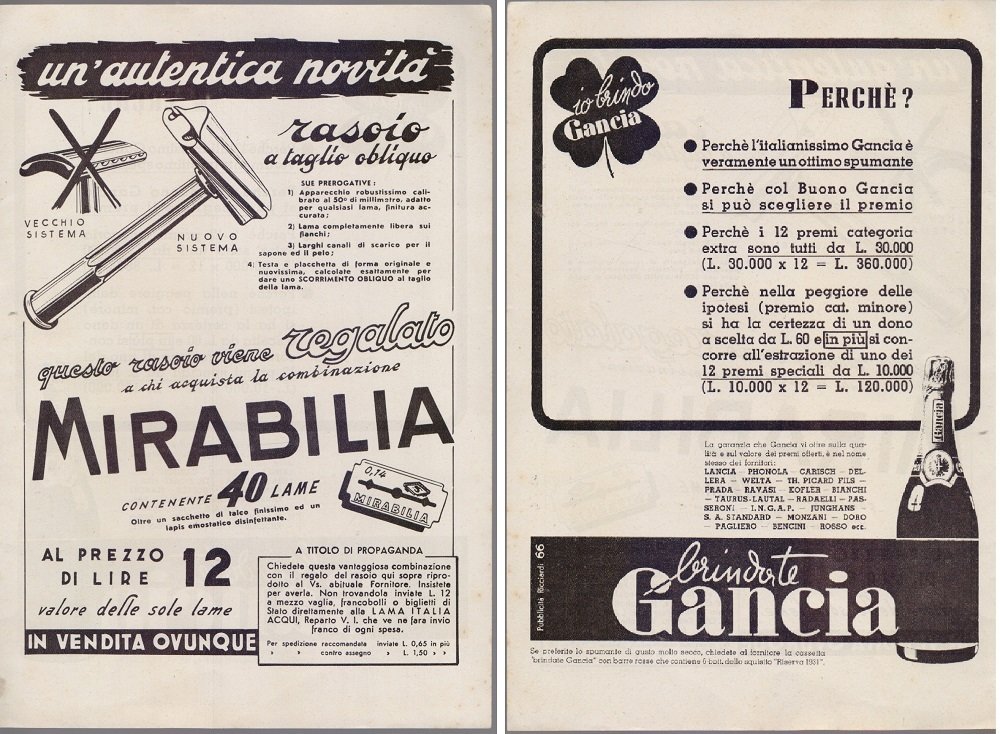 un'autentica novità
VECCHIO
SISTEMA
NUOVO
SISTEMA
rasoio
a taglio obliquo
SUE PREROGATIVE:
1) Apparecchio robustissimo cali-
brato al 50° di millimetro, adatto
per qualsiasi lama, finitura ac-
curata;
2) Lama completamente libera sui
fianchi;
3) Larghi canali di scarico per il
sapone ed il pelo;
4) Testa e placchetta di forma originale e
nuovissima, calcolate esattamente per
dare uno SCORRIMENTO OBLIQUO al taglio
della lama.
questo rasoio viene regalato
a chi acquista la combinazione
MIRABILIA
CONTENENTE 40 LAME
Oltre un sacchetto di talco finissimo ed un
lapis emostatico disinfettante.
0,14
MIRABILIA
AL PREZZO
DI LIRE 12
valore delle sole lame
IN VENDITA OVUNQUE
A TITOLO DI PROPAGANDA
Chiedete questa vantaggiosa combinazione
con il regalo del rasoio qui sopra ripro-
dotto al Vs. abituale Fornitore. Insistete
per averla. Non trovandola inviate L. 12
a mezzo vaglia, francobolli o biglietti di
Stato direttamente alla LAMA ITALIA
ACQUI, Reparto V. I. che ve ne farà invio
franco di ogni spesa.
Per spedizione raccomandata inviate L. 0,65 in più
» » contro assegno » L. 1,50 » »
io brindo
Gancia
PERCHÈ?
● Perchè l'italianissimo Gancia è
veramente un ottimo spumante
● Perchè col Buono Gancia
si può scegliere il premio
● Perchè i 12 premi categoria
extra sono tutti da L. 30.000
(L. 30.000 x 12 = L. 360.000)
● Perchè nella peggiore delle
ipotesi (premio cat. minore)
si ha la certezza di un dono
a scelta da L. 60 e in più si con-
corre all'estrazione di uno dei
12 premi speciali da L. 10.000
(L. 10.000 x 12 = L. 120.000)
Gancia
La garanzia che Gancia vi offre sulla qua-
lità e sul valore dei premi offerti, è nel nome
stesso dei fornitori:
LANCIA - PHONOLA - CARISCH - DEL-
LERA - WELTA - TH. PICARD FILS -
PRADA - RAVASI - KOFLER - BIANCHI
- TAURUS-LAUTAL - RADAELLI - PAS-
SERONI - I.N.G.A.P. - JUNGHANS -
S. A. STANDARD - MONZANI - DORO
- PAGLIERO - BENCINI - ROSSO ecc.
Pubblicità Ricciardi 66
brindate
Gancia
Se preferite lo spumante di gusto molto secco, chiedete al fornitore la cassetta
"brindate Gancia" con barre rosse che contiene 6 bott. dello squisito "Riserva 1931".